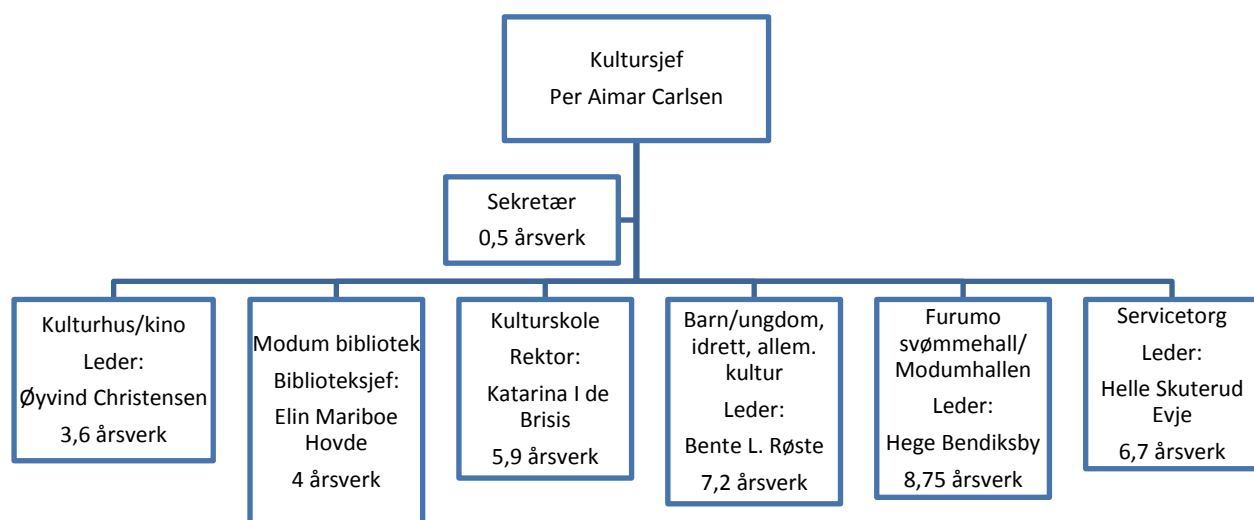 Kultursjef
Per Aimar Carlsen
Sekretær
0,5 årsverk
Kulturhus/kino
Leder:
Øyvind Christensen
3,6 årsverk
Modum bibliotek
Biblioteksjef:
Elin Mariboe
Hovde
4 årsverk
Kulturskole
Rektor:
Katarina I de
Brisis
5,9 årsverk
Barn/ungdom,
idrett, allem.
kultur
Leder:
Bente L. Røste
7,2 årsverk
Furumo
svømmehall/
Modumhallen
Leder:
Hege Bendiksby
8,75 årsverk
Servicetorg
Leder:
Helle Skuterud
Evje
6,7 årsverk